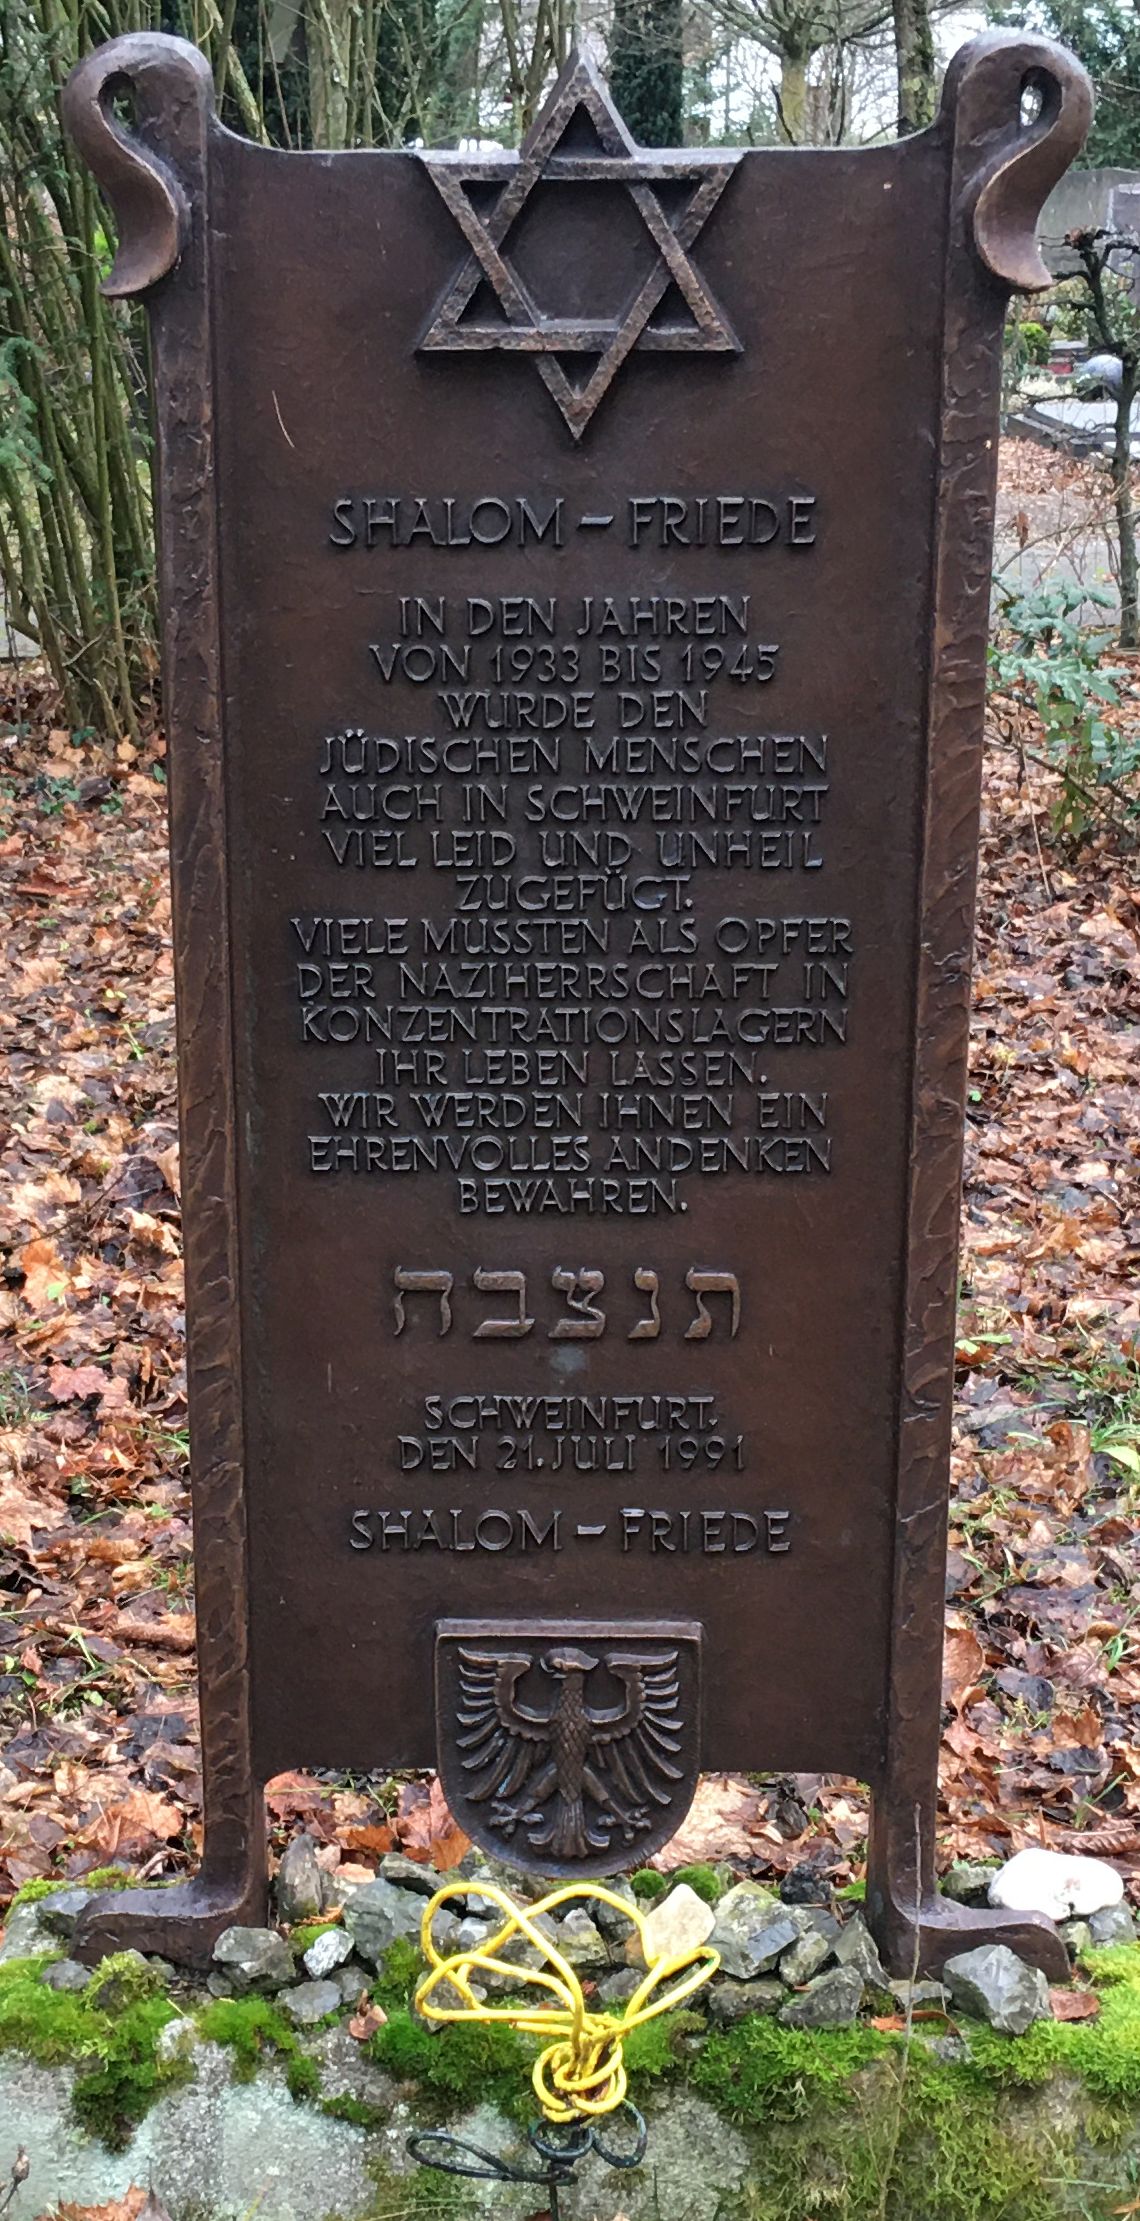 SHALOM – FRIEDE
IN DEN JAHREN
VON 1933 BIS 1945
WURDE DEN
JÜDISCHEN MENSCHEN
AUCH IN SCHWEINFURT
VIEL LEID UND UNHEIL
ZUGEFÜGT.
VIELE MUSSTEN ALS OPFER
DER NAZIHERRSCHAFT IN
KONZENTRATIONSLAGERN
IHR LEBEN LASSEN.
WIR WERDEN IHNEN EIN
EHRENVOLLES ANDENKEN
BEWAHREN.
תנצבה
SCHWEINFURT.
DEN 21. JULI 1991
SHALOM – FRIEDE